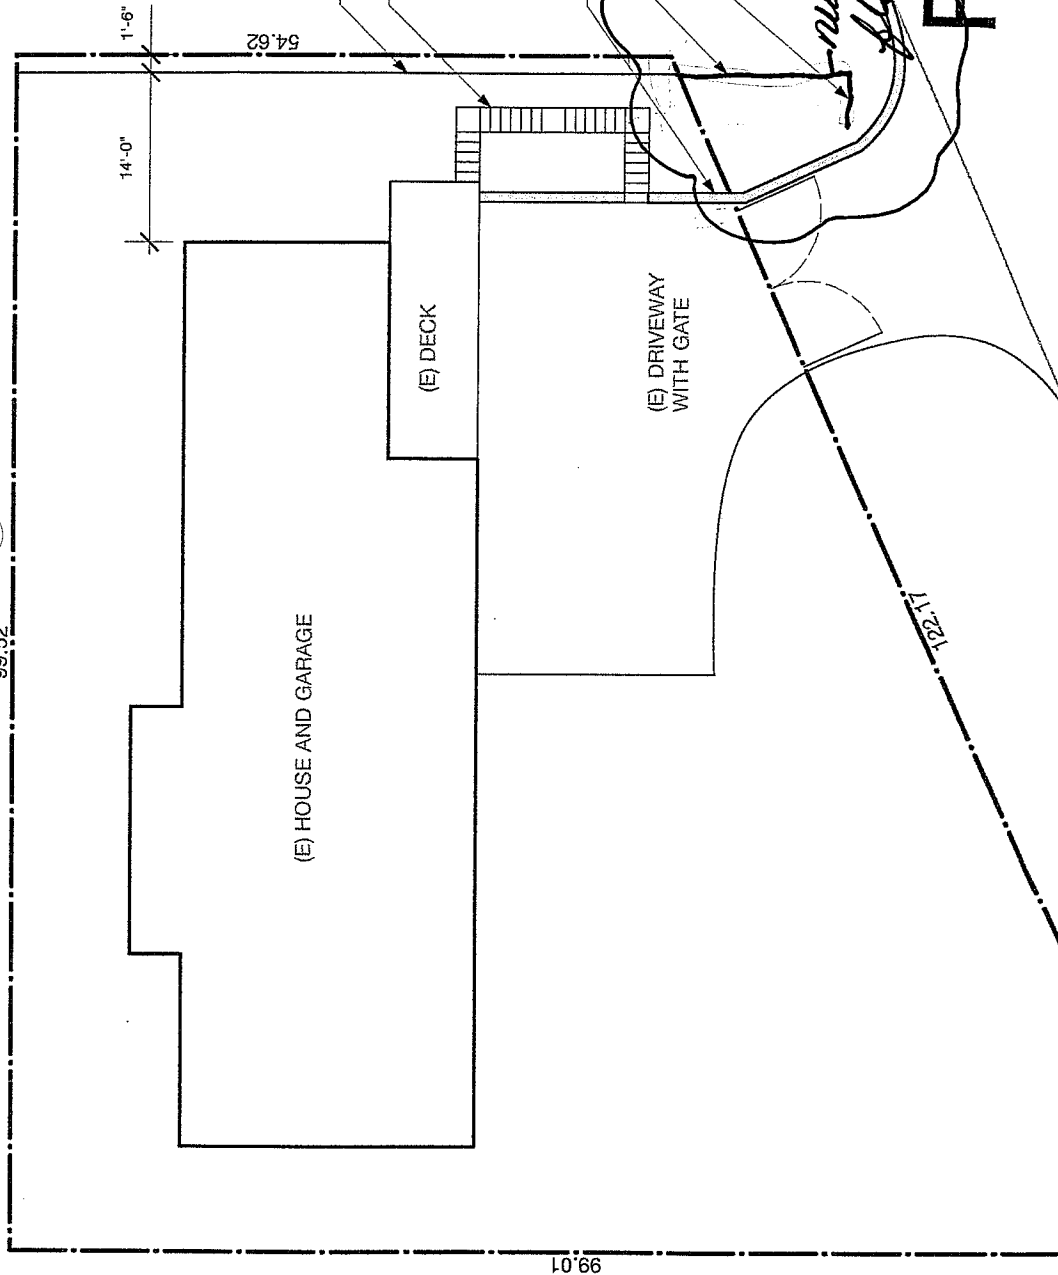 1'-6"
54.62
14'-0"
(E) DECK
(E) DRIVEWAY
WITH GATE
(E) HOUSE AND GARAGE
122.17
99.01